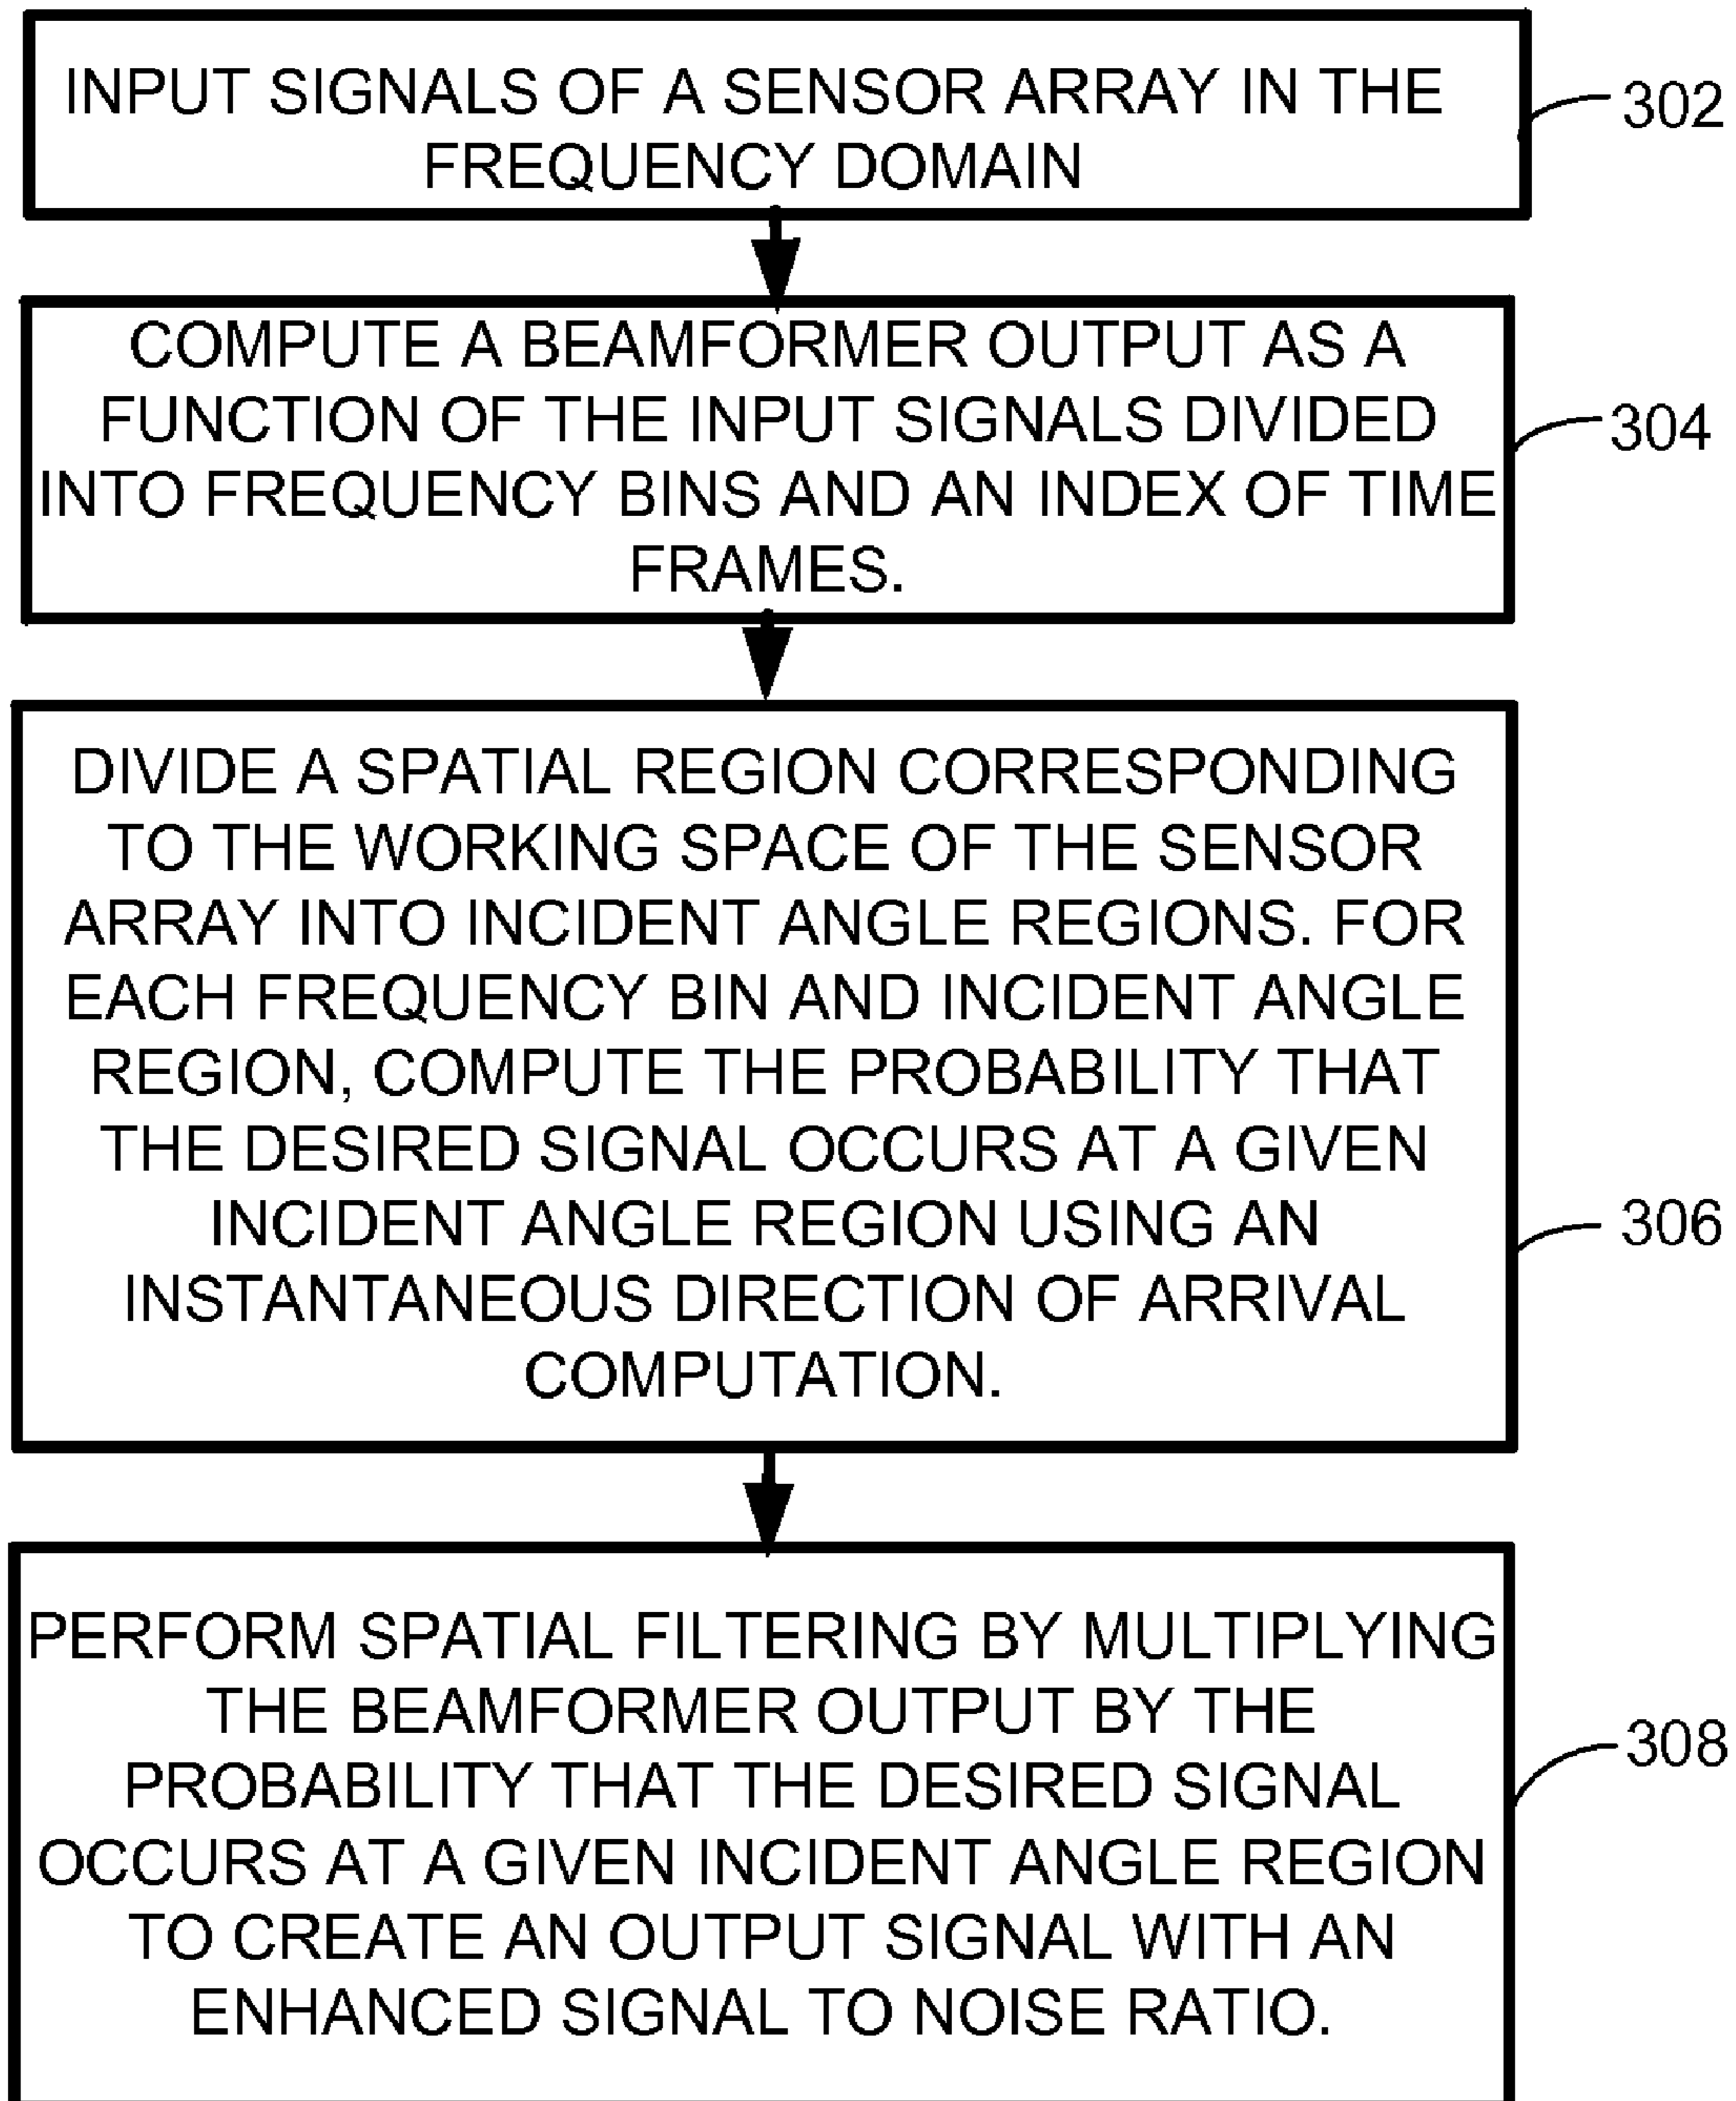 INPUT SIGNALS OF A SENSOR ARRAY IN THE
FREQUENCY DOMAIN
302
COMPUTE A BEAMFORMER OUTPUT AS A
FUNCTION OF THE INPUT SIGNALS DIVIDED
INTO FREQUENCY BINS AND AN INDEX OF TIME
FRAMES.
304
DIVIDE A SPATIAL REGION CORRESPONDING
TO THE WORKING SPACE OF THE SENSOR
ARRAY INTO INCIDENT ANGLE REGIONS. FOR
EACH FREQUENCY BIN AND INCIDENT ANGLE
REGION, COMPUTE THE PROBABILITY THAT
THE DESIRED SIGNAL OCCURS AT A GIVEN
INCIDENT ANGLE REGION USING AN
INSTANTANEOUS DIRECTION OF ARRIVAL
COMPUTATION.
306
PERFORM SPATIAL FILTERING BY MULTIPLYING
THE BEAMFORMER OUTPUT BY THE
PROBABILITY THAT THE DESIRED SIGNAL
OCCURS AT A GIVEN INCIDENT ANGLE REGION
TO CREATE AN OUTPUT SIGNAL WITH AN
ENHANCED SIGNAL TO NOISE RATIO.
308